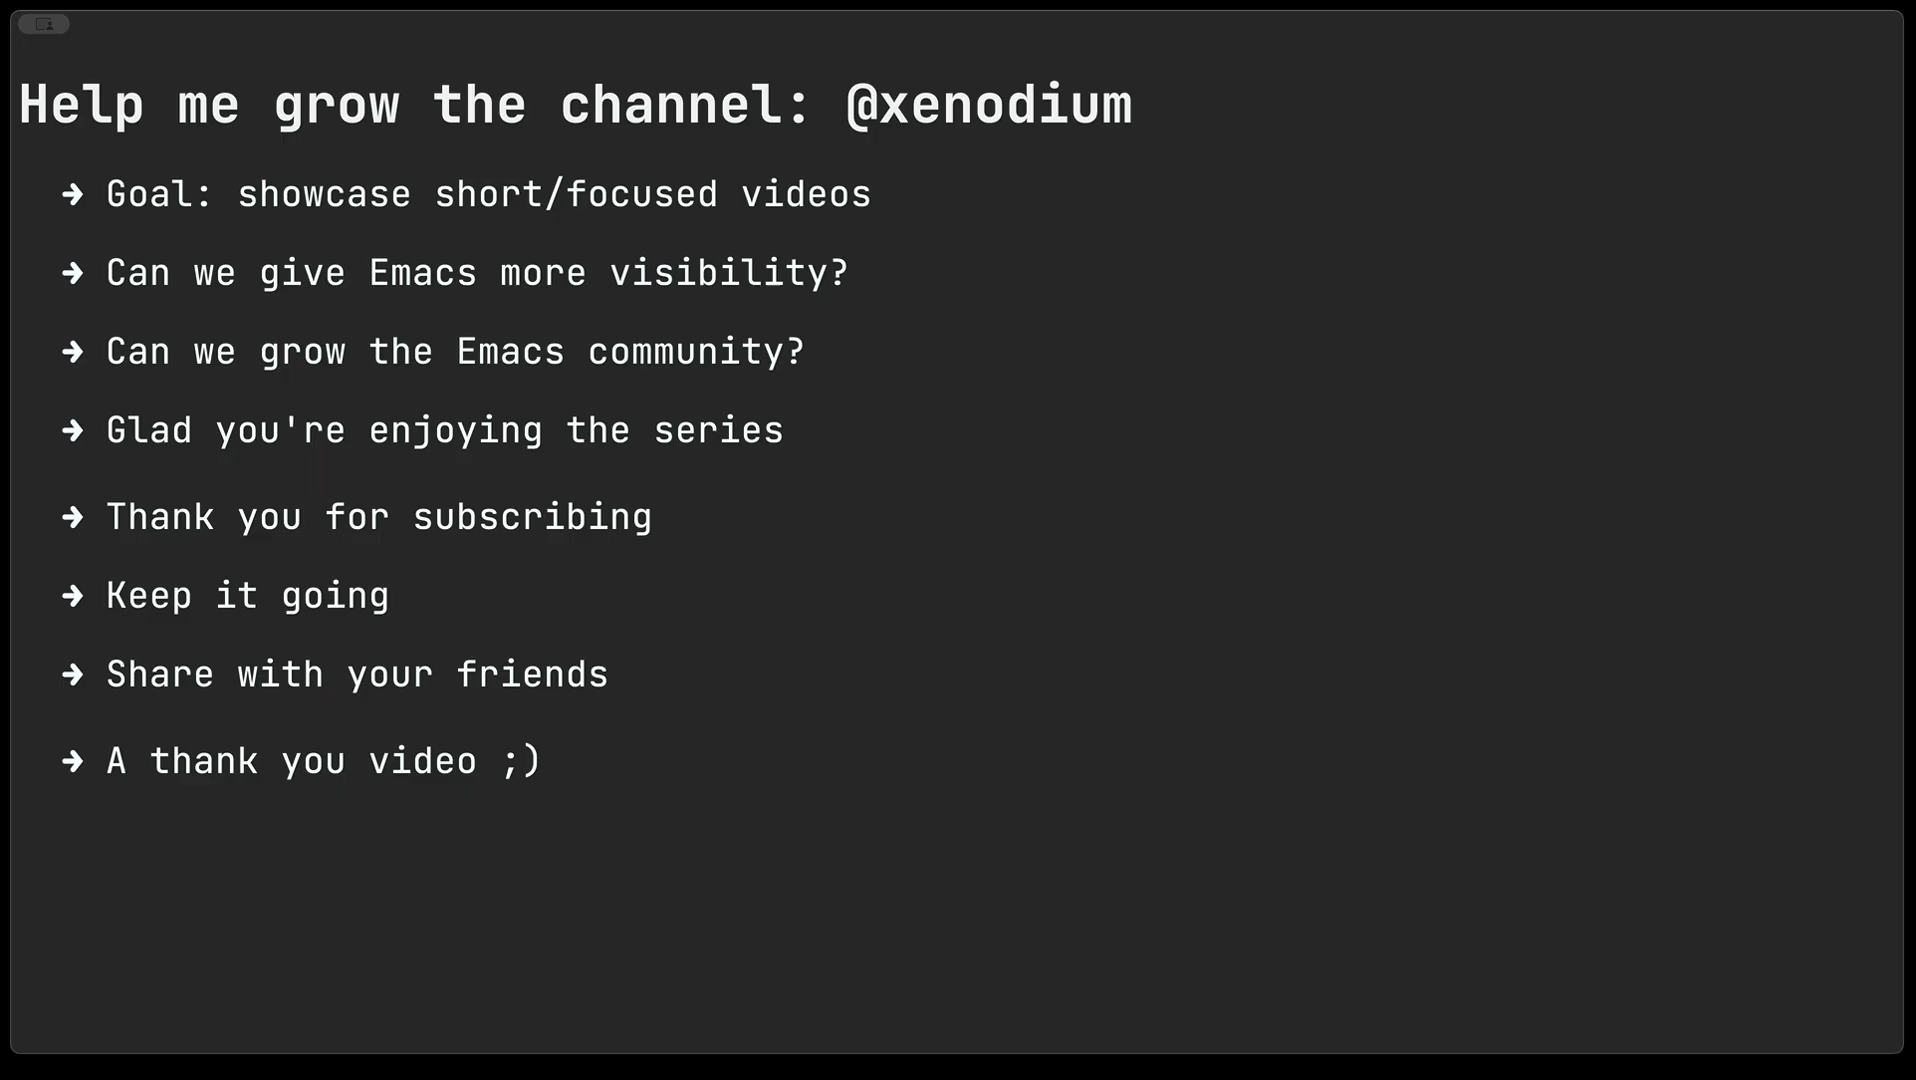 Help me grow the channel: @xenodium
→ Goal: showcase short/focused videos
→ Can we give Emacs more visibility?
→ Can we grow the Emacs community?
→ Glad you're enjoying the series
→ Thank you for subscribing
→ Keep it going
→ Share with your friends
→ A thank you video ;)